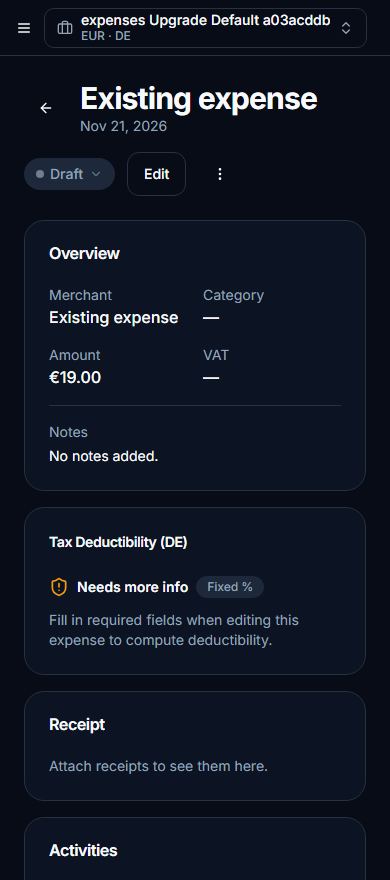 expenses Upgrade Default a03acddb
EUR · DE
Existing expense
Nov 21, 2026
Draft
Edit
Overview
Merchant
Category
Existing expense
—
Amount
VAT
€19.00
—
Notes
No notes added.
Tax Deductibility (DE)
Needs more info
Fixed %
Fill in required fields when editing this
expense to compute deductibility.
Receipt
Attach receipts to see them here.
Activities